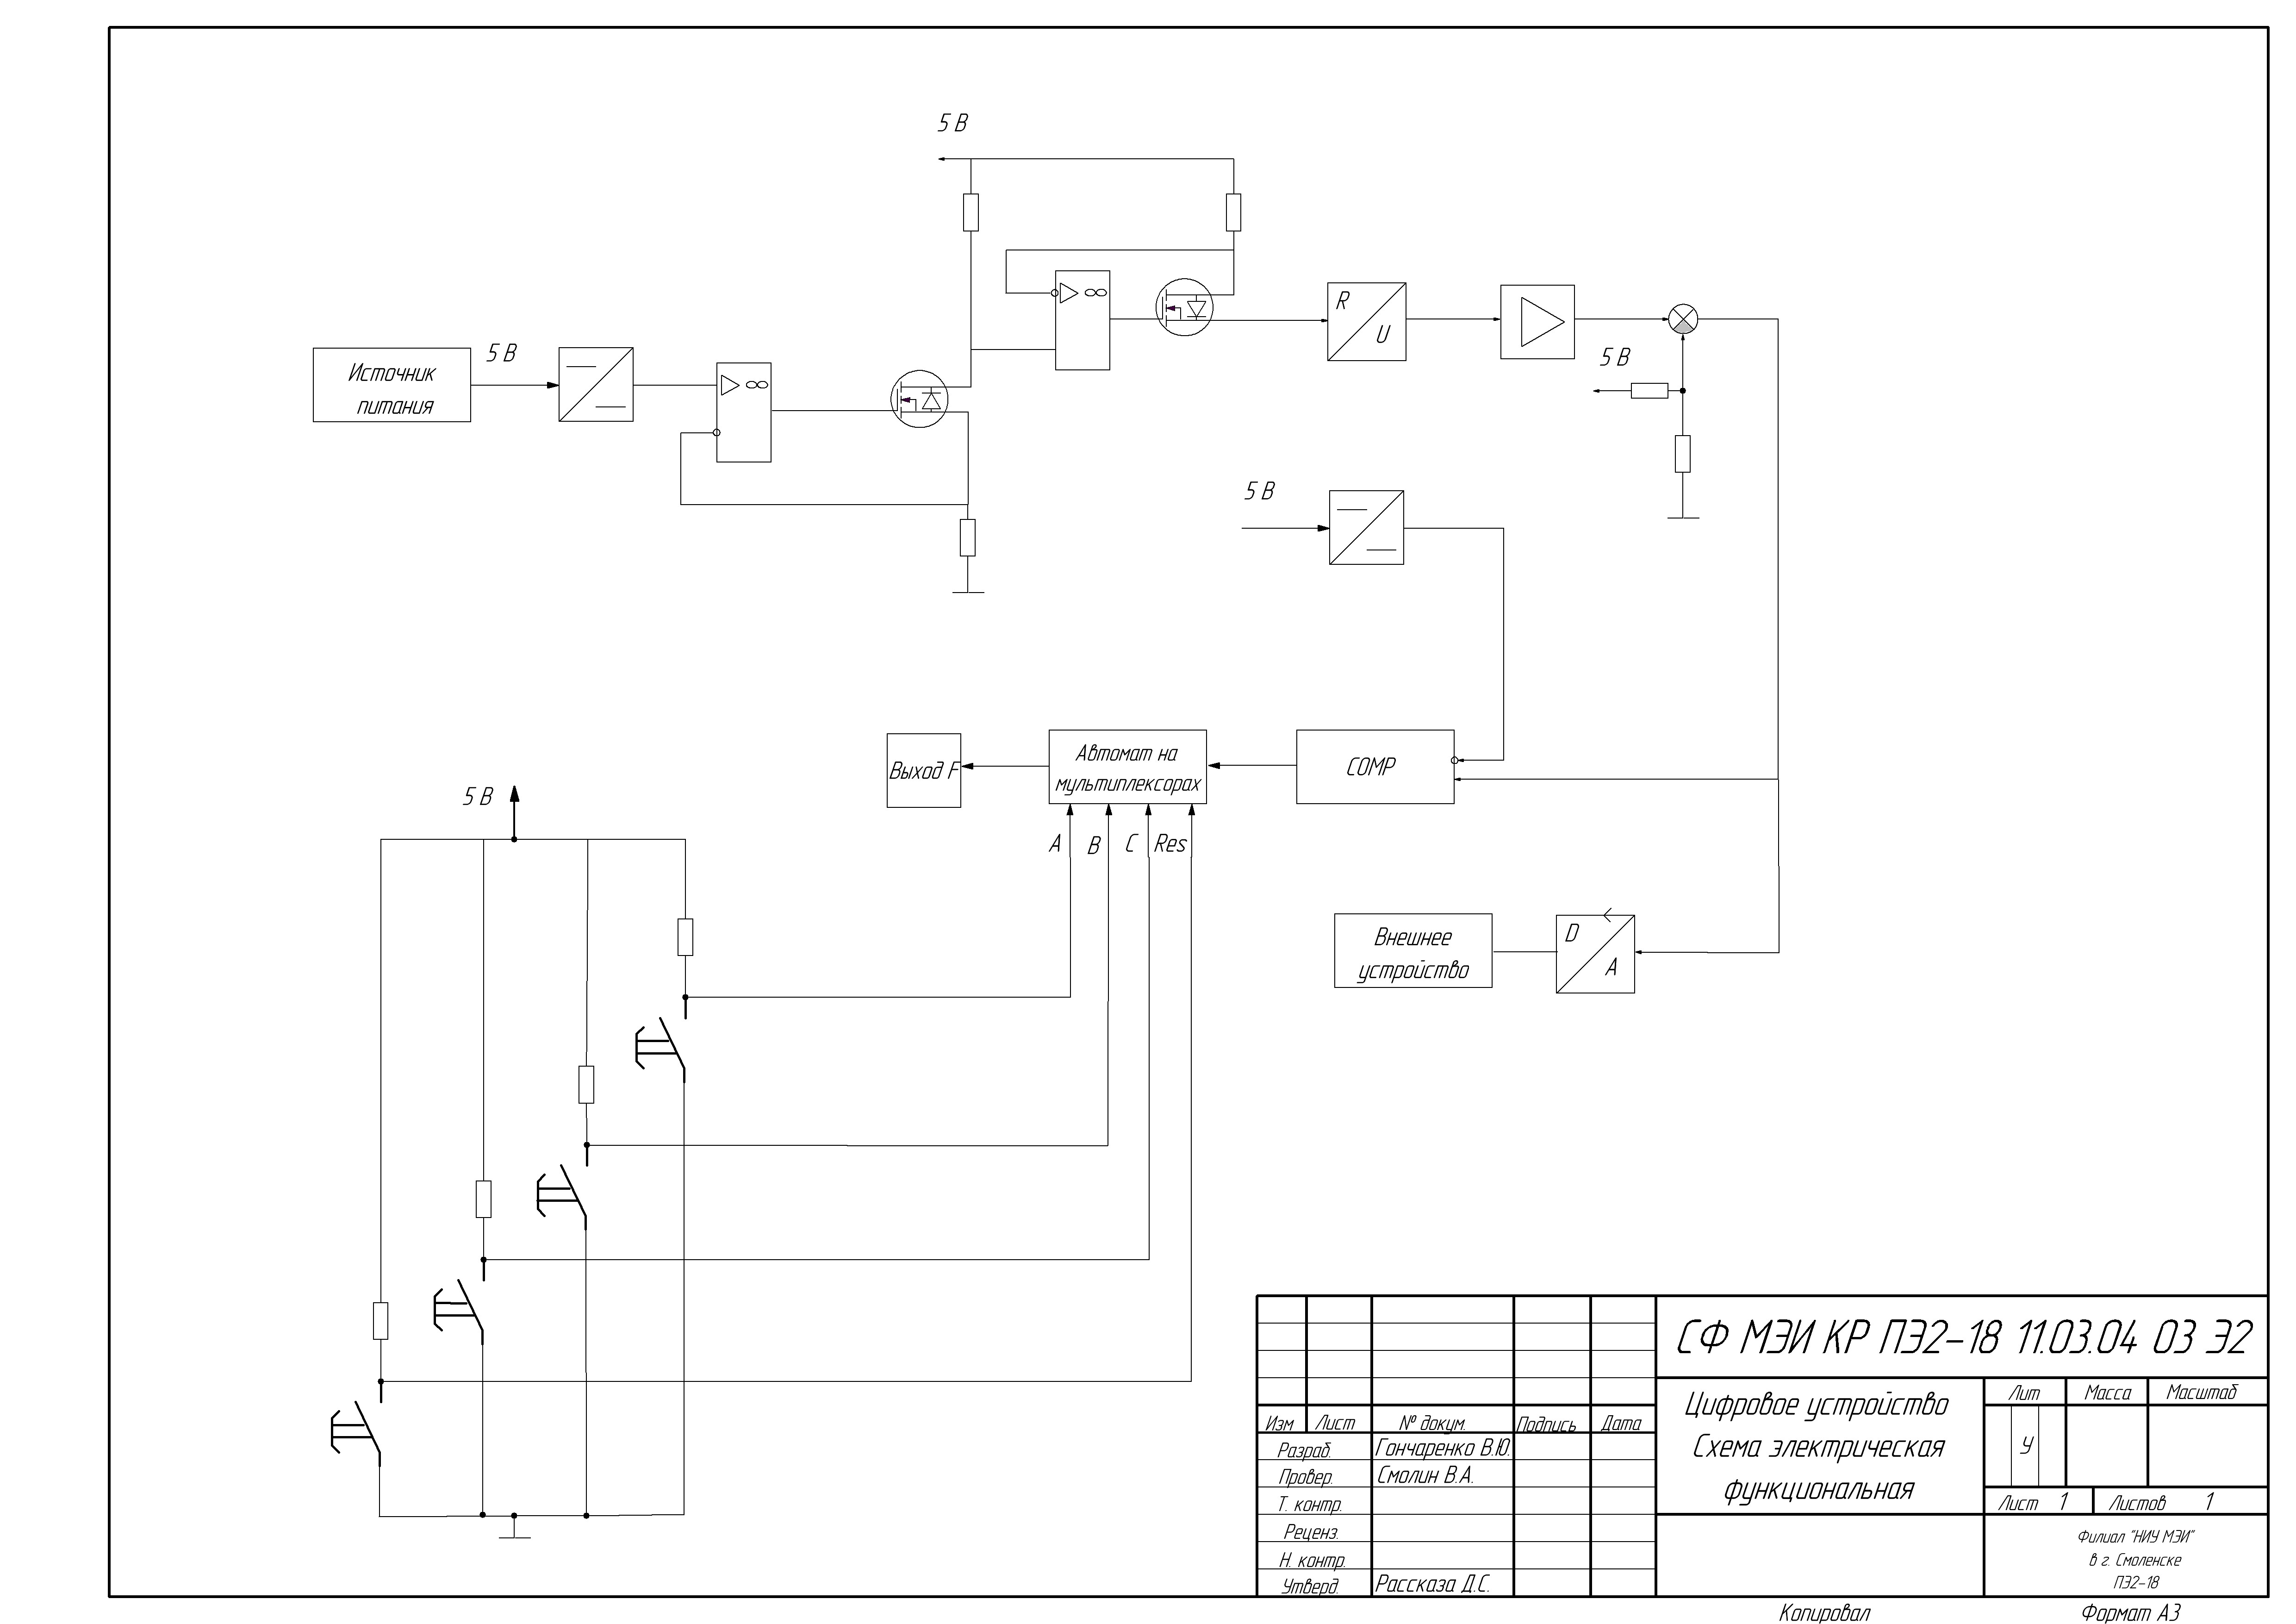 5 В
5 В
Источник
питания
∞
∞
R
U
5 В
5 В
Выход F
Автомат на
мультиплексорах
COMP
5 В
A
B
C
Res
Внешнее
устройство
D
A
СФ МЭИ КР ПЭ2-18 11.03.04 03 Э2
Цифровое устройство
Схема электрическая
функциональная
Лит
Масса
Масштаб
У
Лист 1
Листов 1
Изм
Лист
№ докум.
Подпись
Дата
Разраб.
Гончаренко В.Ю.
Провер.
Смолин В.А.
Т. контр.
Реценз.
Н. контр.
Утверд.
Рассказа Д.С.
Филиал "НИУ МЭИ"
в г. Смоленске
ПЭ2-18
Копировал
Формат А3